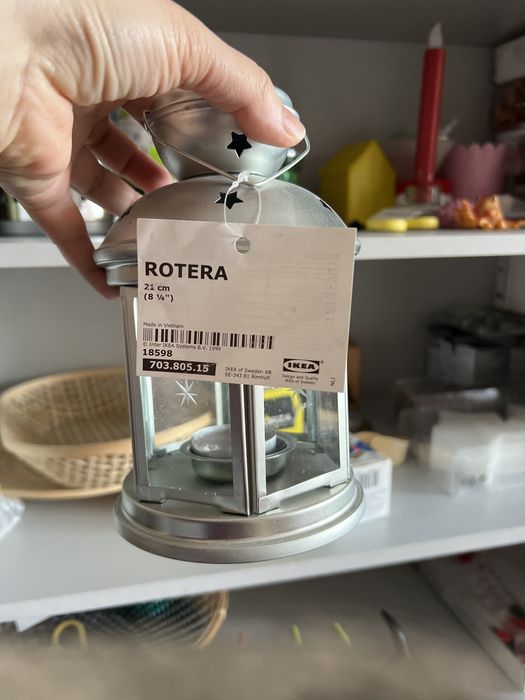 ROTERA
21 cm
(8 ¼")
Made in Vietnam
© Inter IKEA Systems B.V. 1999
18598
703.805.15
IKEA of Sweden AB
SE-343 81 Älmhult
IKEA
Design and Quality
IKEA of Sweden